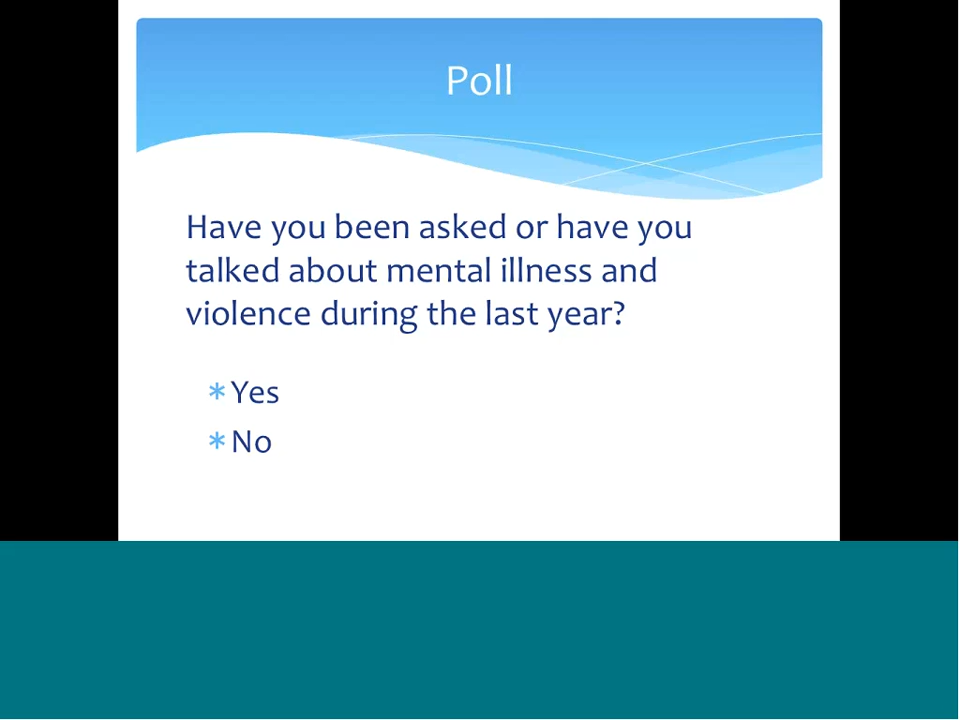 Poll
Have you been asked or have you
talked about mental illness and
violence during the last year?
* Yes
* No